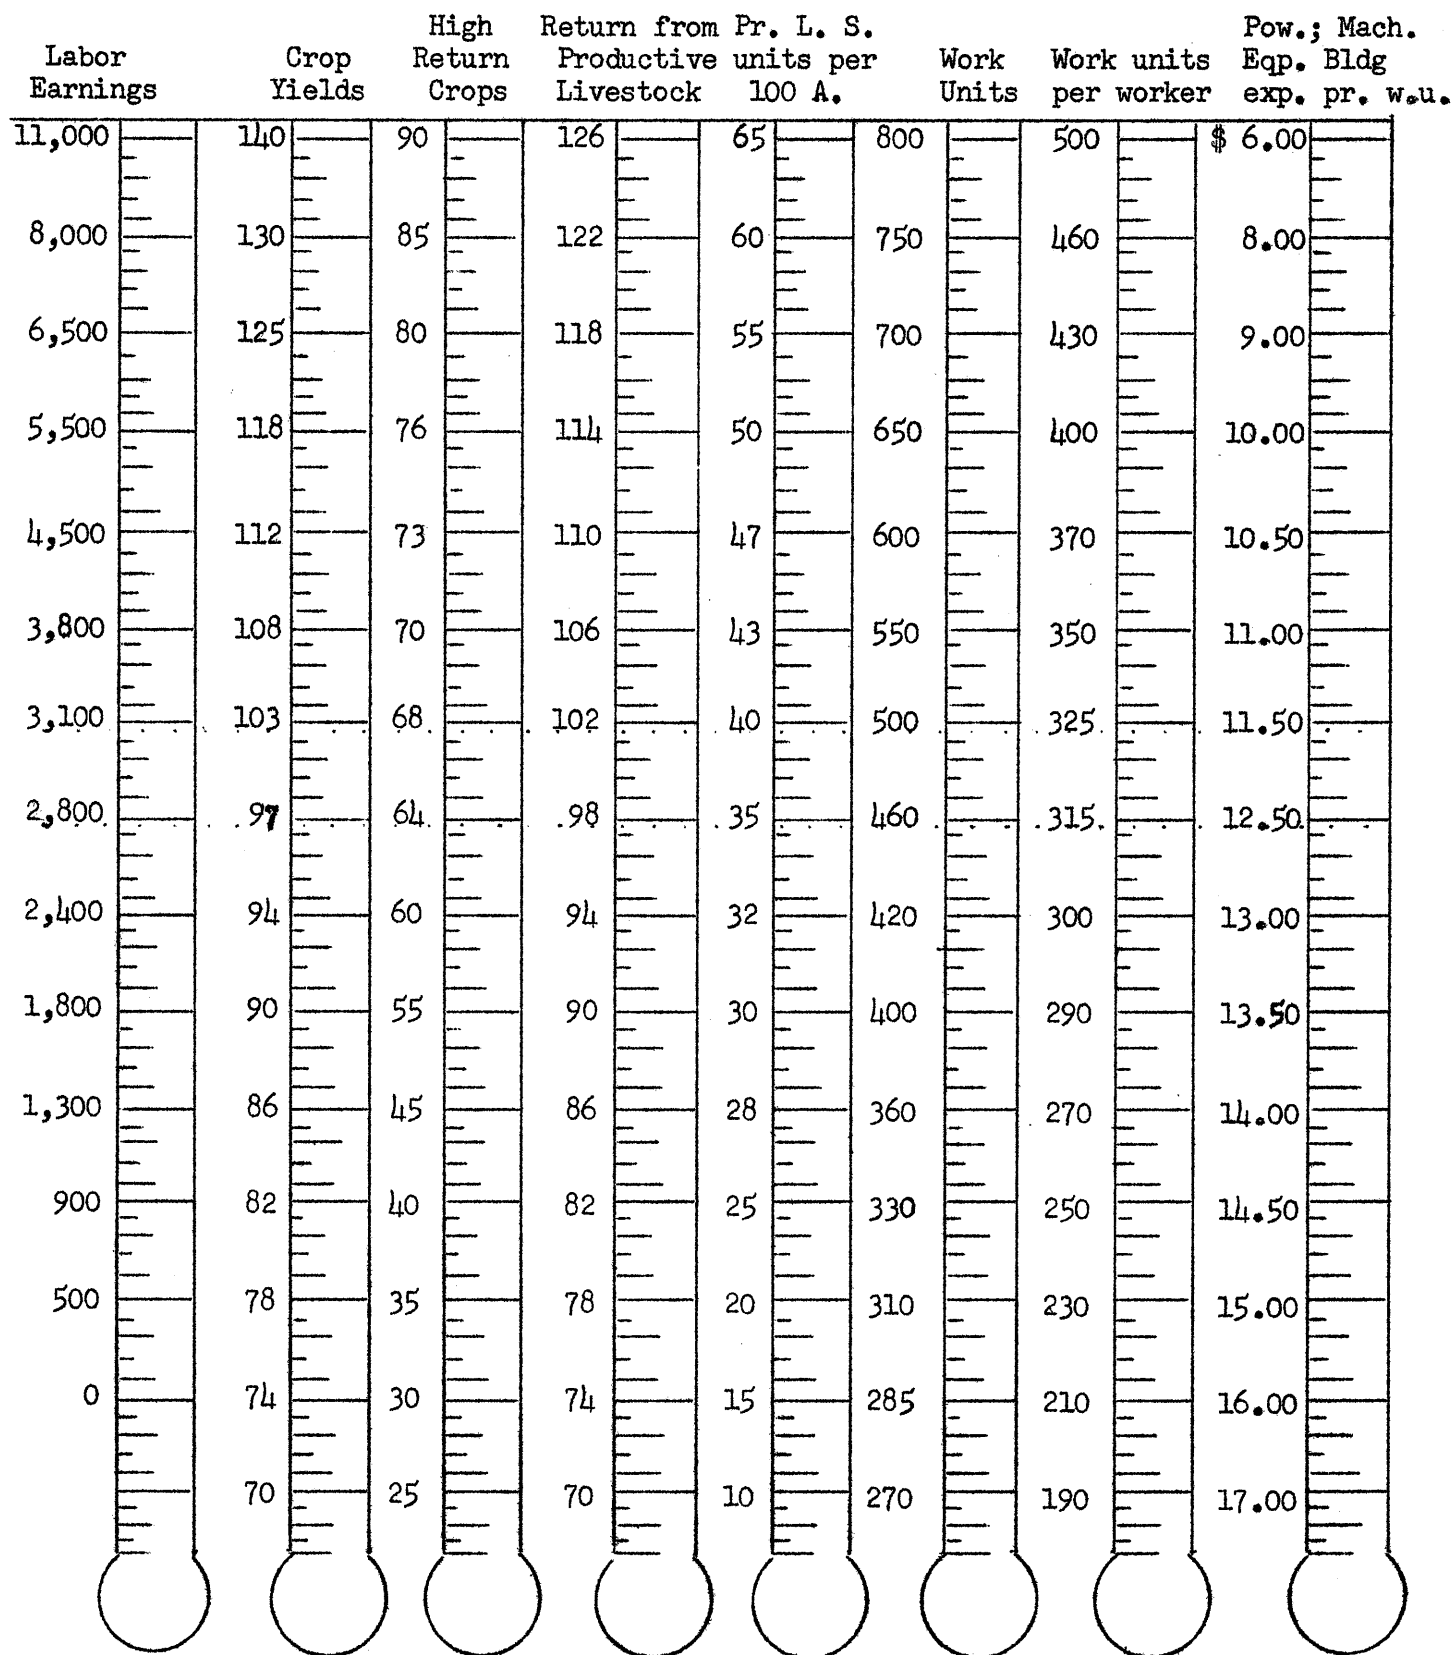 High Return from Pr. L. S. Pow.; Mach.
Labor Crop Return Productive units per Work Work units Eqp. Bldg
Earnings Yields Crops Livestock 100 A. Units per worker exp. pr. w.u.
11,000 140 90 126 65 800 500 $ 6.00
8,000 130 85 122 60 750 460 8.00
6,500 125 80 118 55 700 430 9.00
5,500 118 76 114 50 650 400 10.00
4,500 112 73 110 47 600 370 10.50
3,800 108 70 106 43 550 350 11.00
3,100 103 68 102 40 500 325 11.50
2,800 97 64 98 35 460 315 12.50
2,400 94 60 94 32 420 300 13.00
1,800 90 55 90 30 400 290 13.50
1,300 86 45 86 28 360 270 14.00
900 82 40 82 25 330 250 14.50
500 78 35 78 20 310 230 15.00
0 74 30 74 15 285 210 16.00
70 25 70 10 270 190 17.00